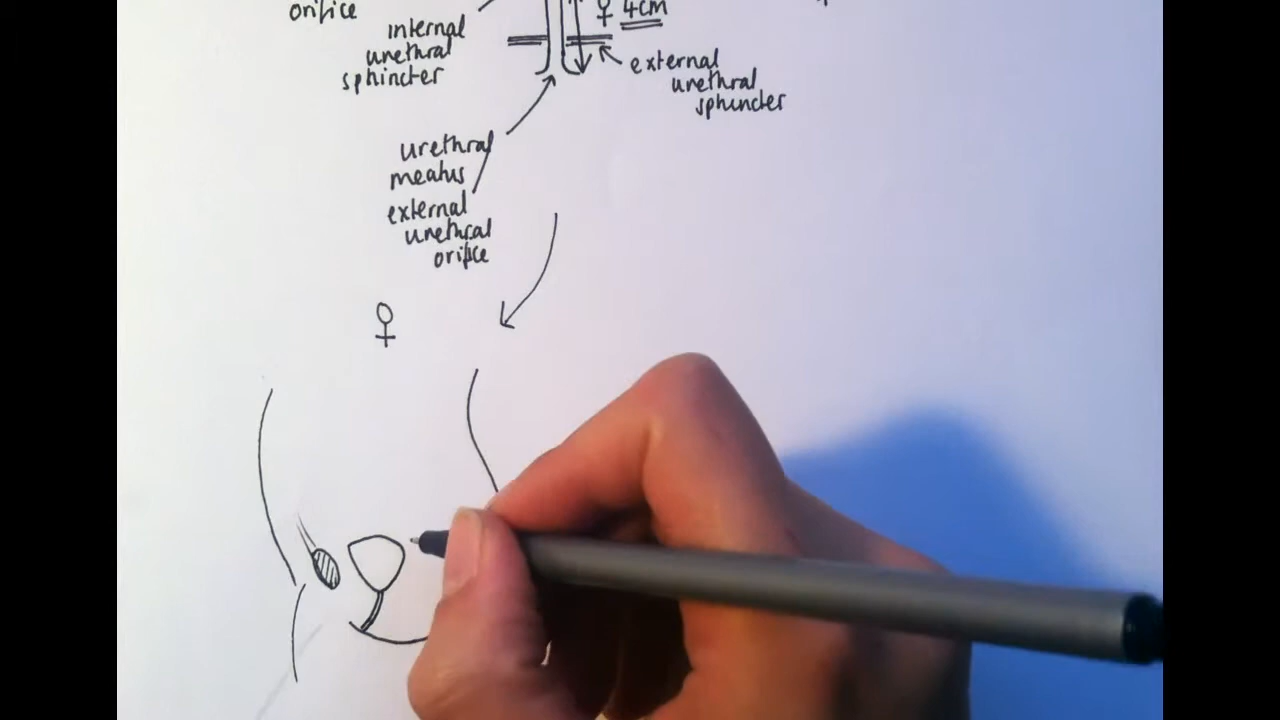 orifice
internal
urethral
sphincter
♀ 4cm
external
urethral
sphincter
urethral
meatus
external
urethral
orifice
♀